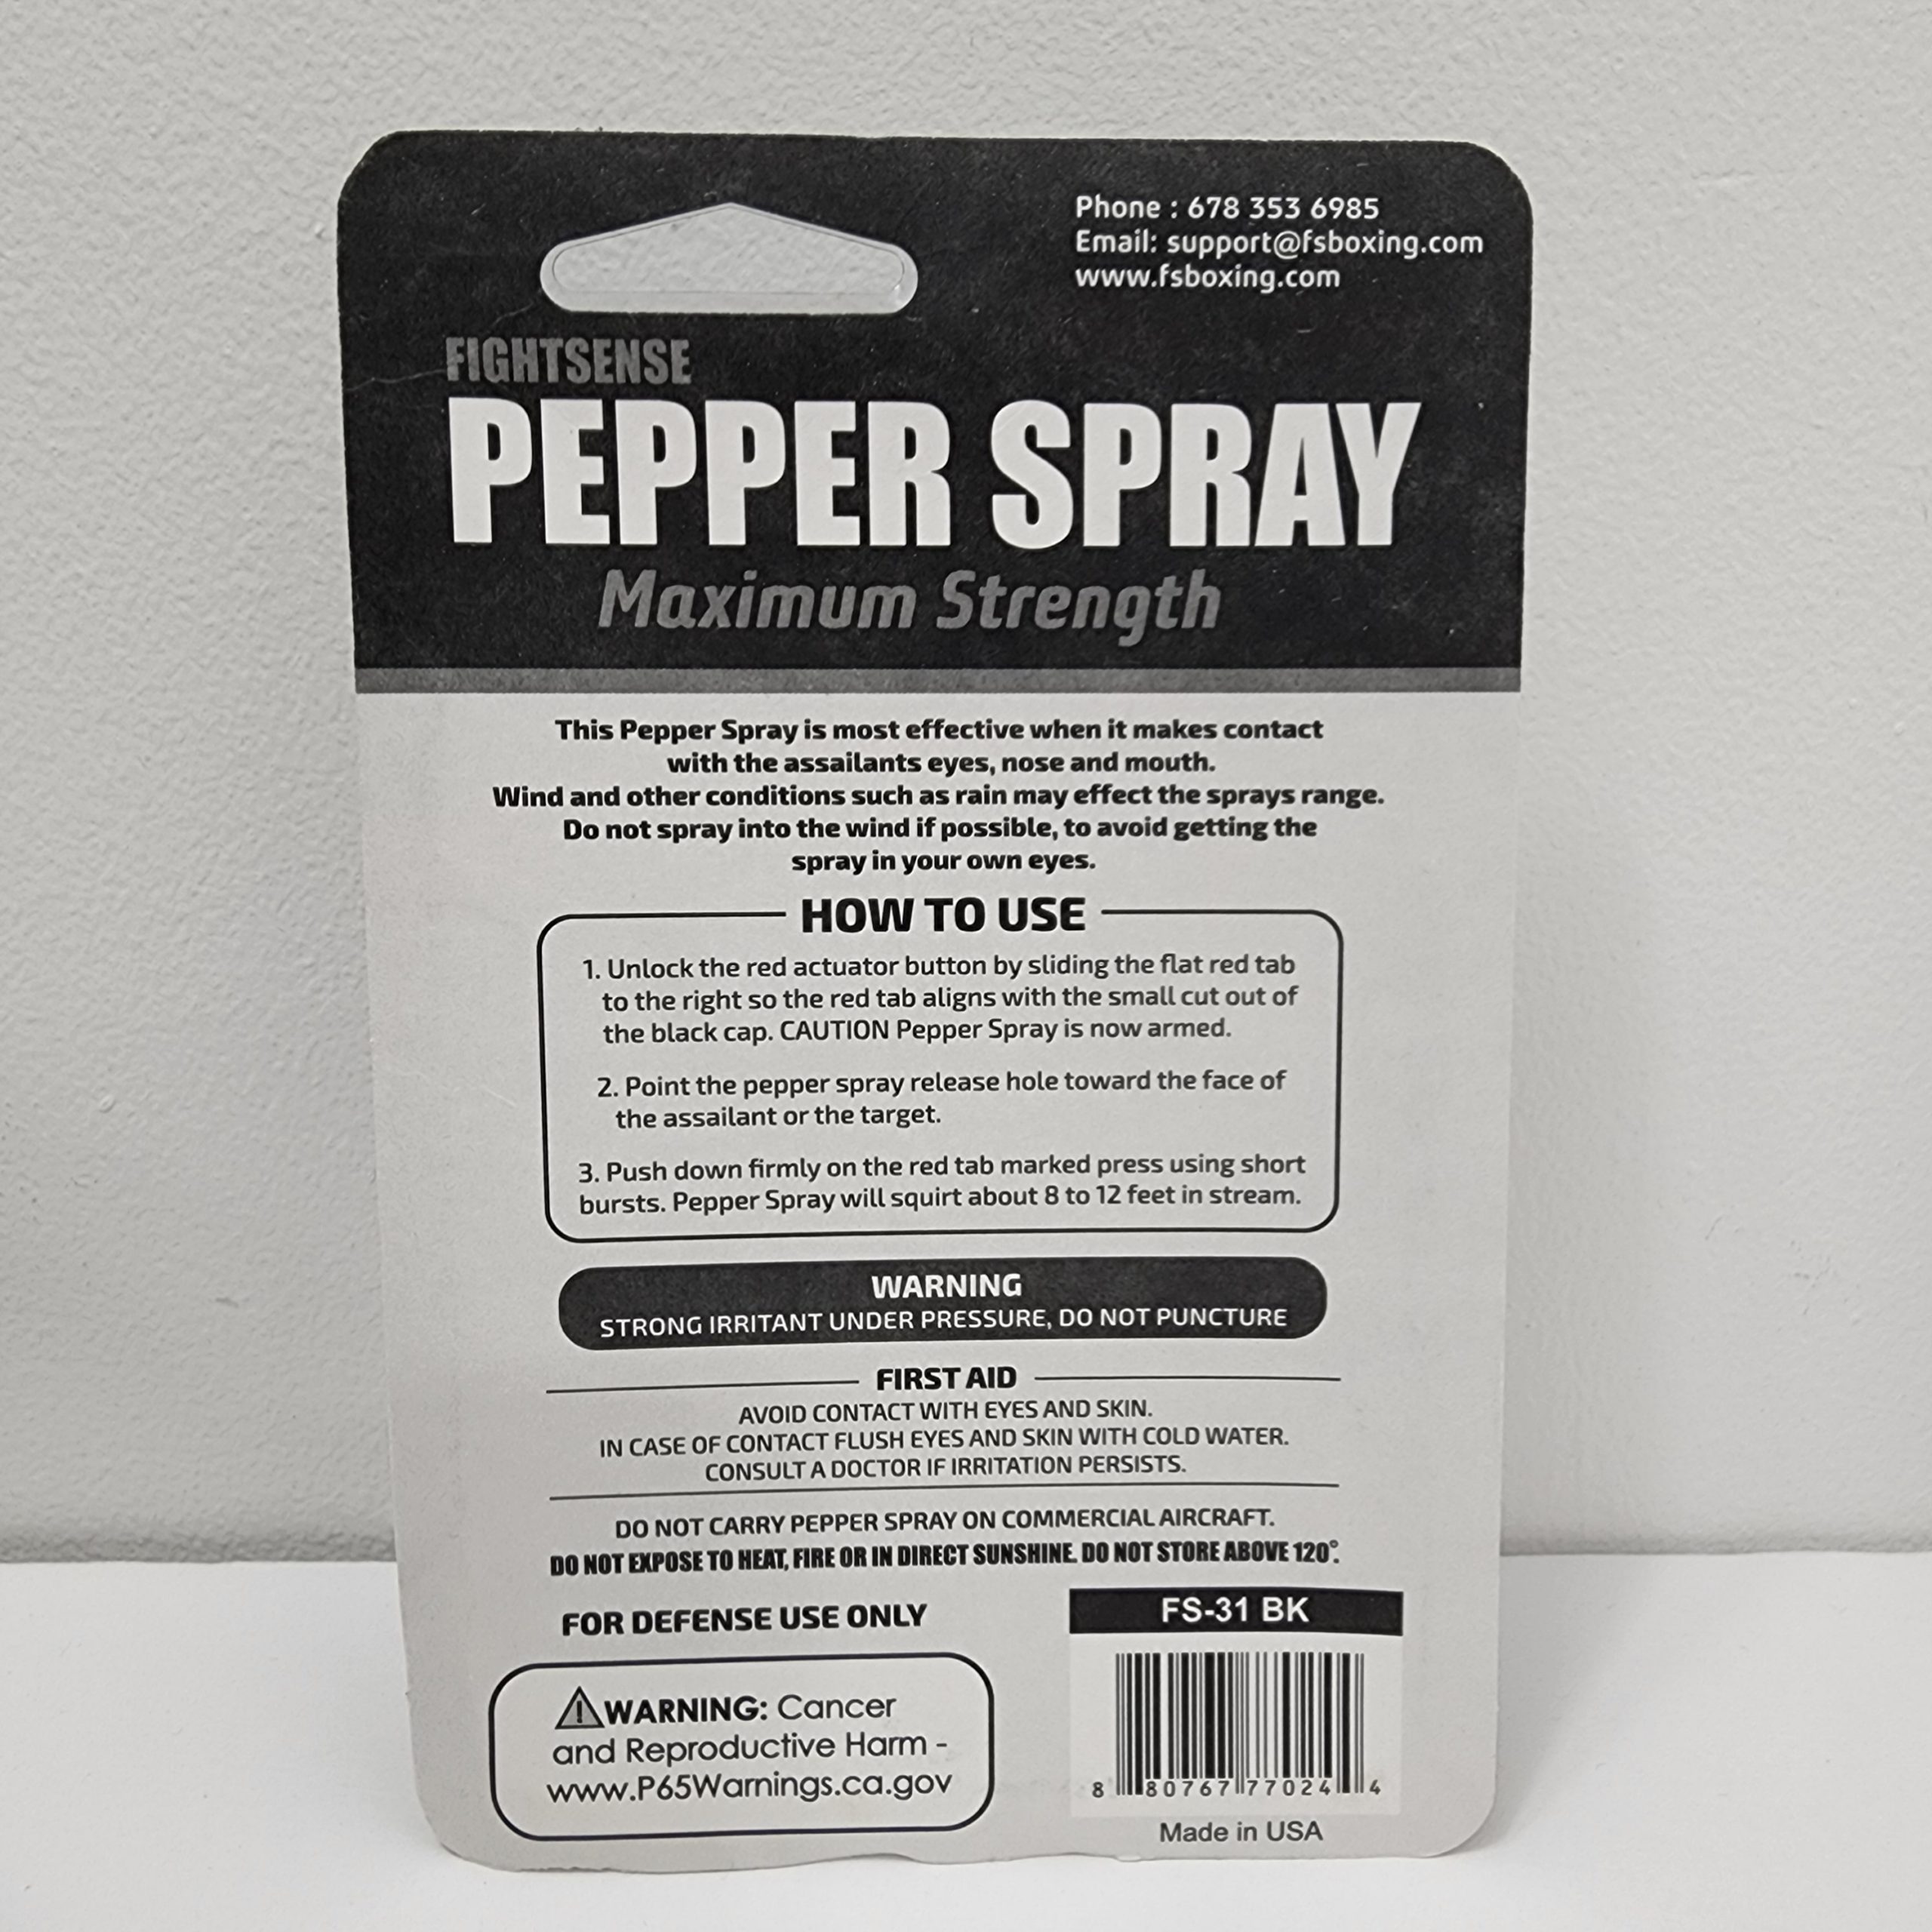 Phone : 678 353 6985
Email: support@fsboxing.com
www.fsboxing.com
FIGHTSENSE
PEPPER SPRAY
Maximum Strength
This Pepper Spray is most effective when it makes contact
with the assailants eyes, nose and mouth.
Wind and other conditions such as rain may effect the sprays range.
Do not spray into the wind if possible, to avoid getting the
spray in your own eyes.
HOW TO USE
1. Unlock the red actuator button by sliding the flat red tab
to the right so the red tab aligns with the small cut out of
the black cap. CAUTION Pepper Spray is now armed.
2. Point the pepper spray release hole toward the face of
the assailant or the target.
3. Push down firmly on the red tab marked press using short
bursts. Pepper Spray will squirt about 8 to 12 feet in stream.
WARNING
STRONG IRRITANT UNDER PRESSURE, DO NOT PUNCTURE
FIRST AID
AVOID CONTACT WITH EYES AND SKIN.
IN CASE OF CONTACT FLUSH EYES AND SKIN WITH COLD WATER.
CONSULT A DOCTOR IF IRRITATION PERSISTS.
DO NOT CARRY PEPPER SPRAY ON COMMERCIAL AIRCRAFT.
DO NOT EXPOSE TO HEAT, FIRE OR IN DIRECT SUNSHINE. DO NOT STORE ABOVE 120°.
FOR DEFENSE USE ONLY
FS-31 BK
WARNING: Cancer
and Reproductive Harm -
www.P65Warnings.ca.gov
8 80767 77024 4
Made in USA